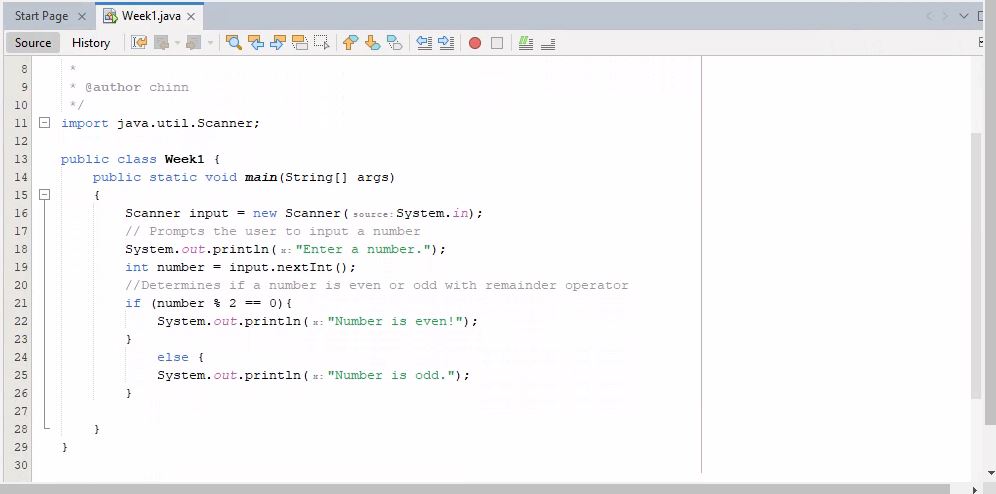 Start Page Week1.java
Source History
8 *
9 * @author chinn
10 */
11 import java.util.Scanner;
12
13 public class Week1 {
14 public static void main(String[] args)
15 {
16 Scanner input = new Scanner( source: System.in);
17 // Prompts the user to input a number
18 System.out.println( x: "Enter a number.");
19 int number = input.nextInt();
20 //Determines if a number is even or odd with remainder operator
21 if (number % 2 == 0){
22 System.out.println( x: "Number is even!");
23 }
24 else {
25 System.out.println( x: "Number is odd.");
26 }
27
28 }
29 }
30